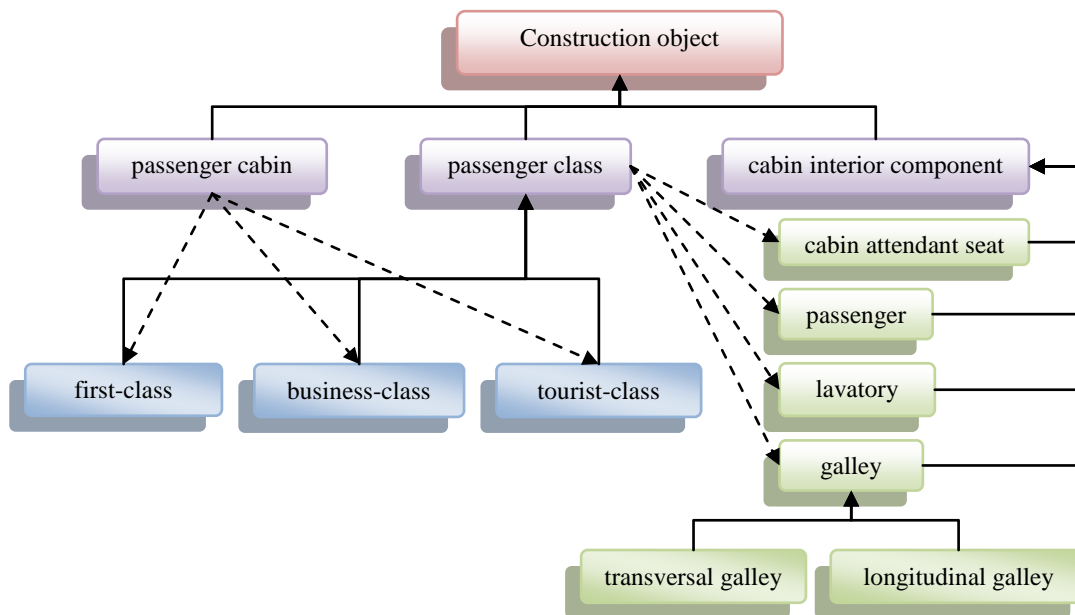 Construction object
passenger cabin
passenger class
cabin interior component
cabin attendant seat
passenger
first-class
business-class
tourist-class
lavatory
galley
transversal galley
longitudinal galley